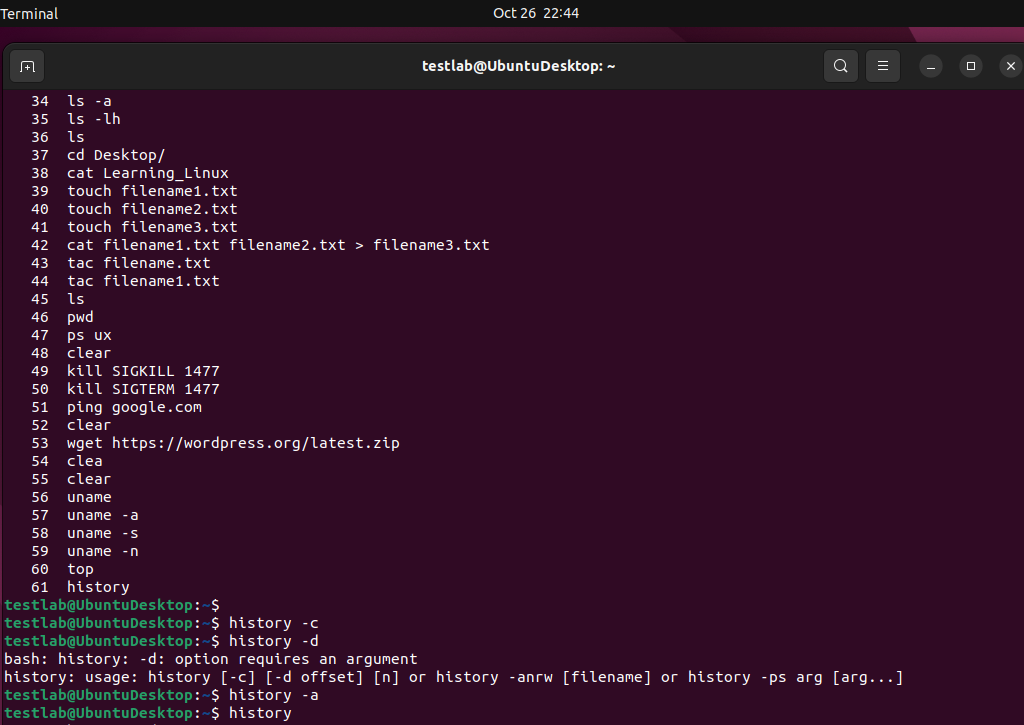 Terminal
Oct 26 22:44
testlab@UbuntuDesktop: ~
34 ls -a
35 ls -lh
36 ls
37 cd Desktop/
38 cat Learning_Linux
39 touch filename1.txt
40 touch filename2.txt
41 touch filename3.txt
42 cat filename1.txt filename2.txt > filename3.txt
43 tac filename.txt
44 tac filename1.txt
45 ls
46 pwd
47 ps ux
48 clear
49 kill SIGKILL 1477
50 kill SIGTERM 1477
51 ping google.com
52 clear
53 wget https://wordpress.org/latest.zip
54 clea
55 clear
56 uname
57 uname -a
58 uname -s
59 uname -n
60 top
61 history
testlab@UbuntuDesktop:~$
testlab@UbuntuDesktop:~$ history -c
testlab@UbuntuDesktop:~$ history -d
bash: history: -d: option requires an argument
history: usage: history [-c] [-d offset] [n] or history -anrw [filename] or history -ps arg [arg...]
testlab@UbuntuDesktop:~$ history -a
testlab@UbuntuDesktop:~$ history